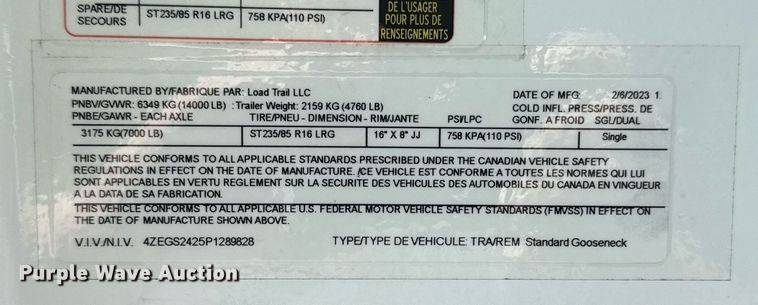 DE L'USAGER
POUR PLUS DE
RENSEIGNEMENTS
SPARE/DE
SECOURS ST235/85 R16 LRG 758 KPA(110 PSI)
MANUFACTURED BY/FABRIQUE PAR: Load Trail LLC DATE OF MFG: 2/6/2023 1.
PNBV/GVWR: 6349 KG (14000 LB) : Trailer Weight: 2159 KG (4760 LB) COLD INFL. PRESS/PRESS. DE
PNBE/GAWR - EACH AXLE TIRE/PNEU - DIMENSION - RIM/JANTE PSI/LPC GONF. A FROID SGL/DUAL
3175 KG(7000 LB) ST235/85 R16 LRG 16" X 8" JJ 758 KPA(110 PSI) Single
THIS VEHICLE CONFORMS TO ALL APPLICABLE STANDARDS PRESCRIBED UNDER THE CANADIAN VEHICLE SAFETY
REGULATIONS IN EFFECT ON THE DATE OF MANUFACTURE. /CE VEHICLE EST CONFORME A TOUTES LES NORMES QUI LUI
SONT APPLICABLES EN VERTU REGLEMENT SUR LA SECURITE DES VEHICULES DES AUTOMOBILES DU CANADA EN VINGUEUR
A LA DATA DE SA FABRICATION.
THIS VEHICLE CONFORMS TO ALL APPLICABLE U.S. FEDERAL MOTOR VEHICLE SAFETY STANDARDS (FMVSS) IN EFFECT ON
THE DATE OF MANUFACTURE SHOWN ABOVE.
V.I.V./N.I.V. 4ZEGS2425P1289828 TYPE/TYPE DE VEHICULE: TRA/REM Standard Gooseneck
Purple Wave Auction